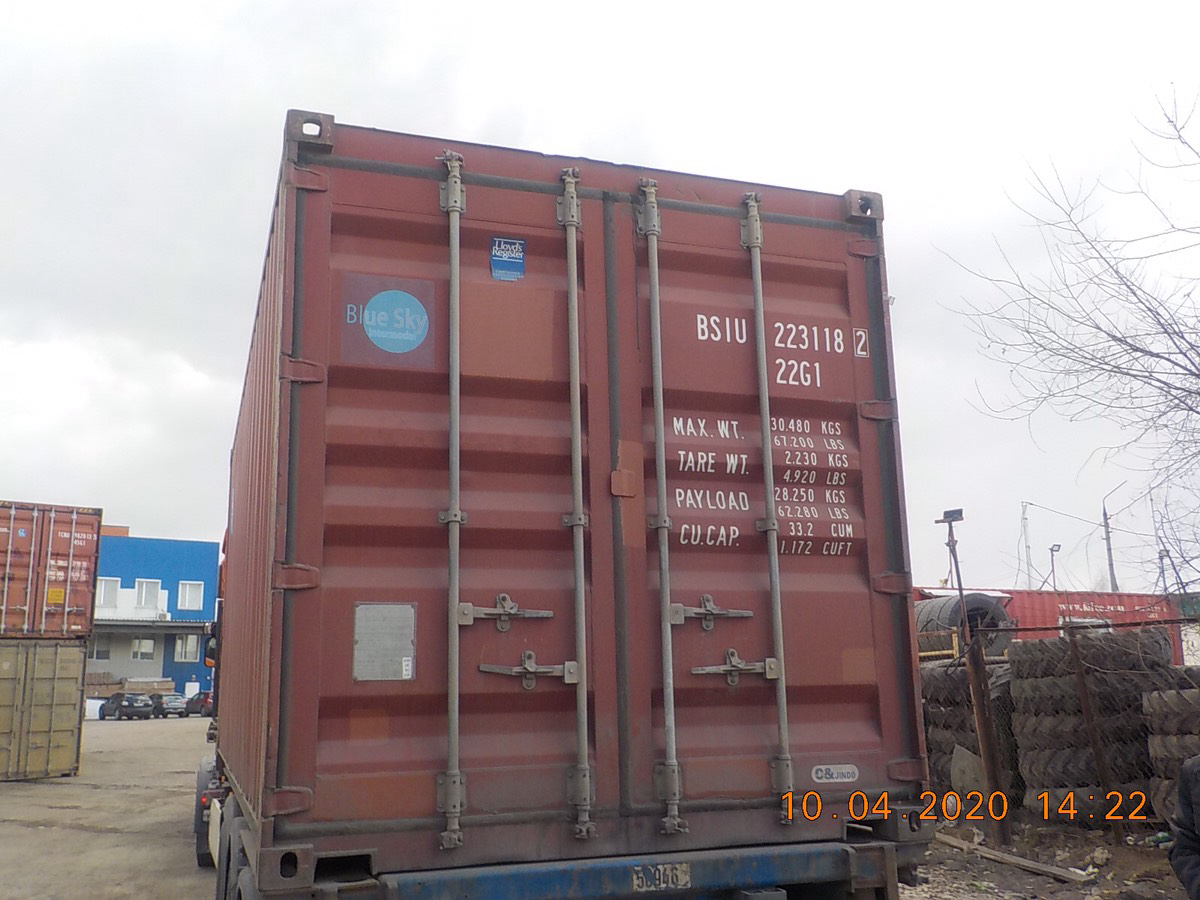 Lloyd's
Register
Blue Sky
Intermodal
BSIU 223118 2
22G1
MAX. WT. 30.480 KGS
67.200 LBS
TARE WT. 2.230 KGS
4.920 LBS
PAYLOAD 28.250 KGS
62.280 LBS
CU.CAP. 33.2 CUM
1.172 CUFT
45G1
C&JINDO
10.04.2020 14:22